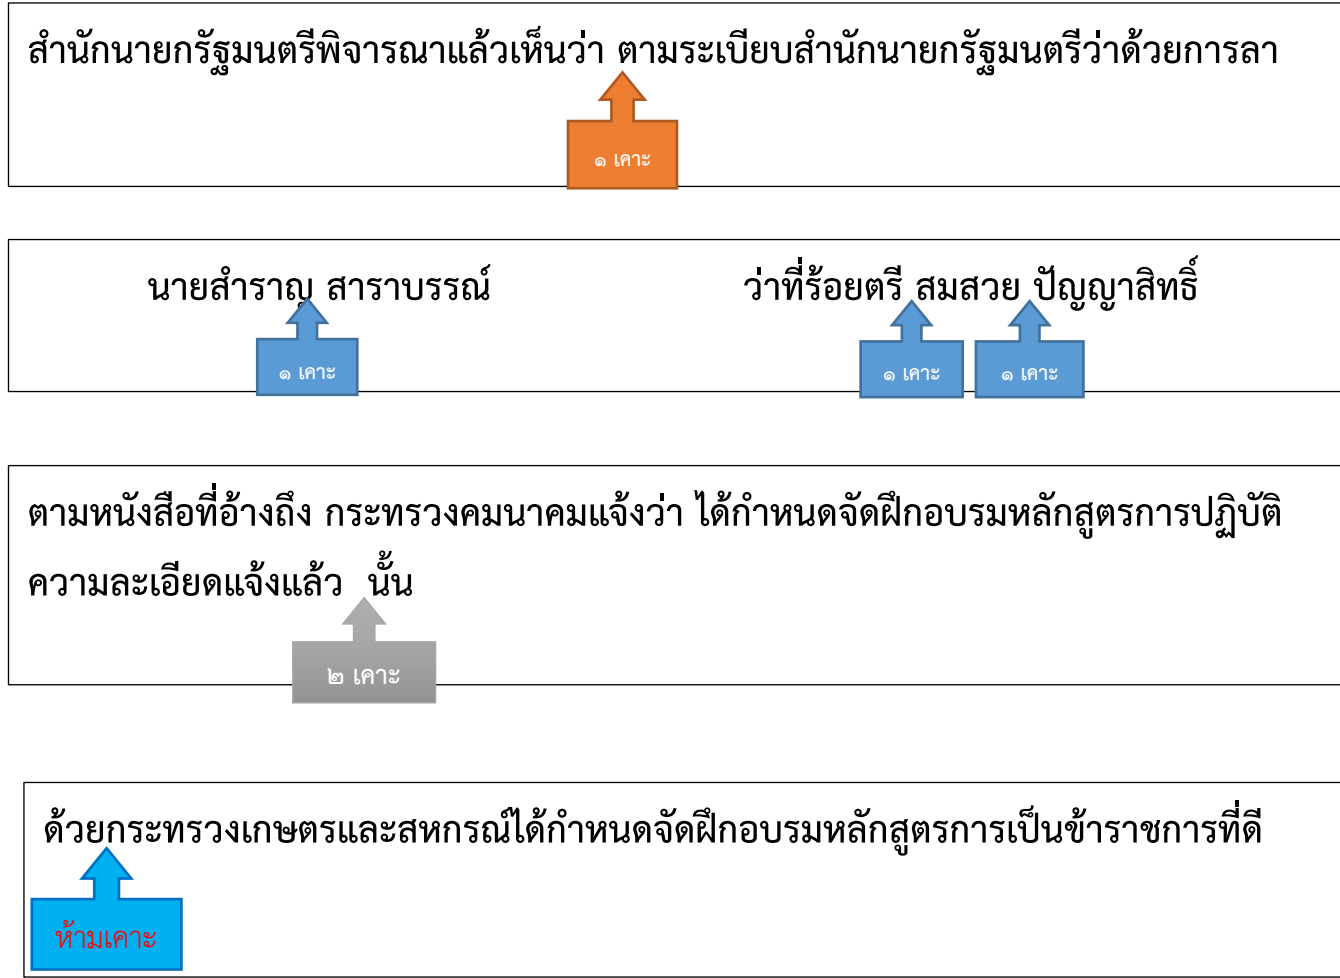 สำนักนายกรัฐมนตรีพิจารณาแล้วเห็นว่า ตามระเบียบสำนักนายกรัฐมนตรีว่าด้วยการลา
๑ เคาะ
นายสำราญ สาราบรรณ์ ว่าที่ร้อยตรี สมสวย ปัญญาสิทธิ์
๑ เคาะ ๑ เคาะ ๑ เคาะ
ตามหนังสือที่อ้างถึง กระทรวงคมนาคมแจ้งว่า ได้กำหนดจัดฝึกอบรมหลักสูตรการปฏิบัติ
ความละเอียดแจ้งแล้ว  นั้น
๒ เคาะ
ด้วยกระทรวงเกษตรและสหกรณ์ได้กำหนดจัดฝึกอบรมหลักสูตรการเป็นข้าราชการที่ดี
ห้ามเคาะ